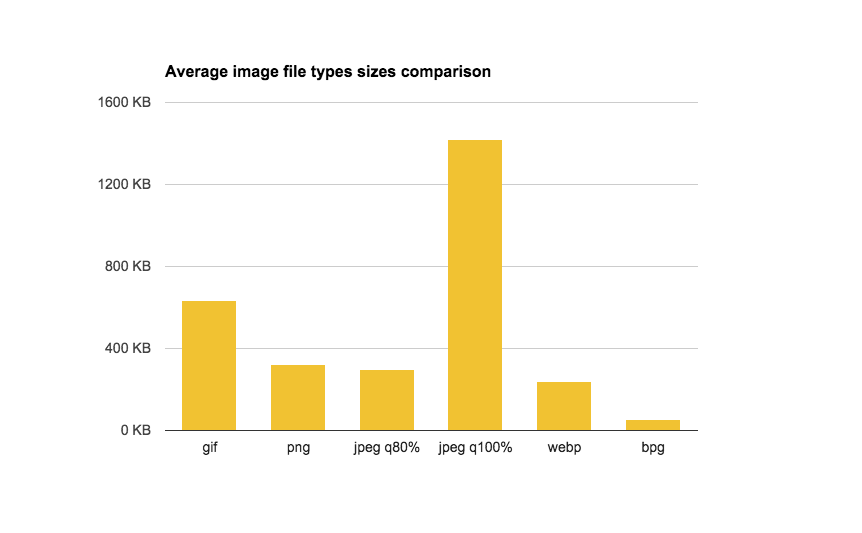 Average image file types sizes comparison
1600 KB
1200 KB
800 KB
400 KB
0 KB
gif png jpeg q80% jpeg q100% webp bpg